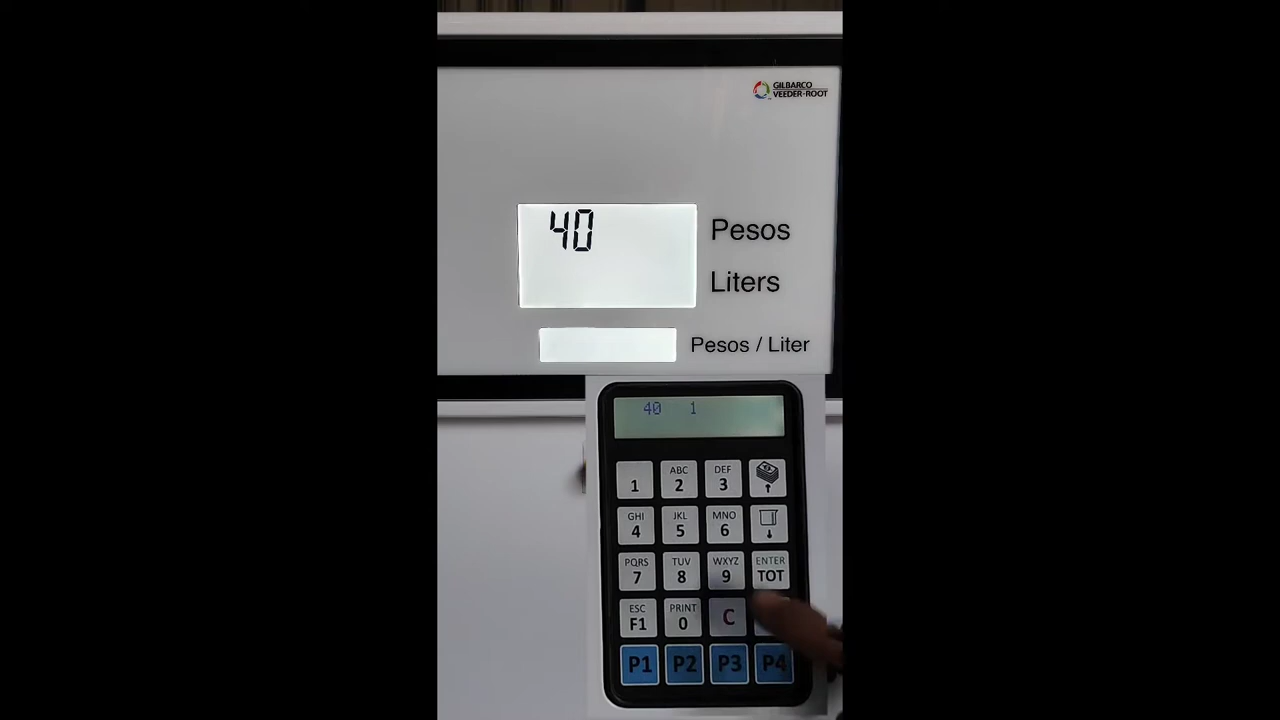 GILBARCO
VEEDER-ROOT
40
Pesos
Liters
Pesos / Liter
40 1
1
ABC
2
DEF
3
GHI
4
JKL
5
MNO
6
PQRS
7
TUV
8
WXYZ
9
ENTER
TOT
ESC
F1
PRINT
0
C
P1
P2
P3
P4